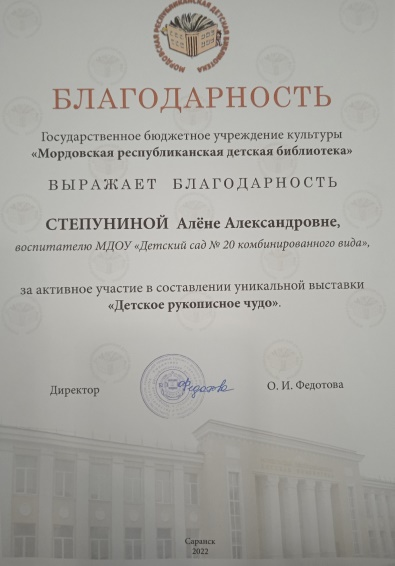 МОРДОВСКАЯ РЕСПУБЛИКАНСКАЯ ДЕТСКАЯ БИБЛИОТЕКА
БЛАГОДАРНОСТЬ
Государственное бюджетное учреждение культуры
«Мордовская республиканская детская библиотека»
ВЫРАЖАЕТ БЛАГОДАРНОСТЬ
СТЕПУНИНОЙ Алёне Александровне,
воспитателю МДОУ «Детский сад № 20 комбинированного вида»,
за активное участие в составлении уникальной выставки
«Детское рукописное чудо».
Директор
О. И. Федотова
Саранск
2022